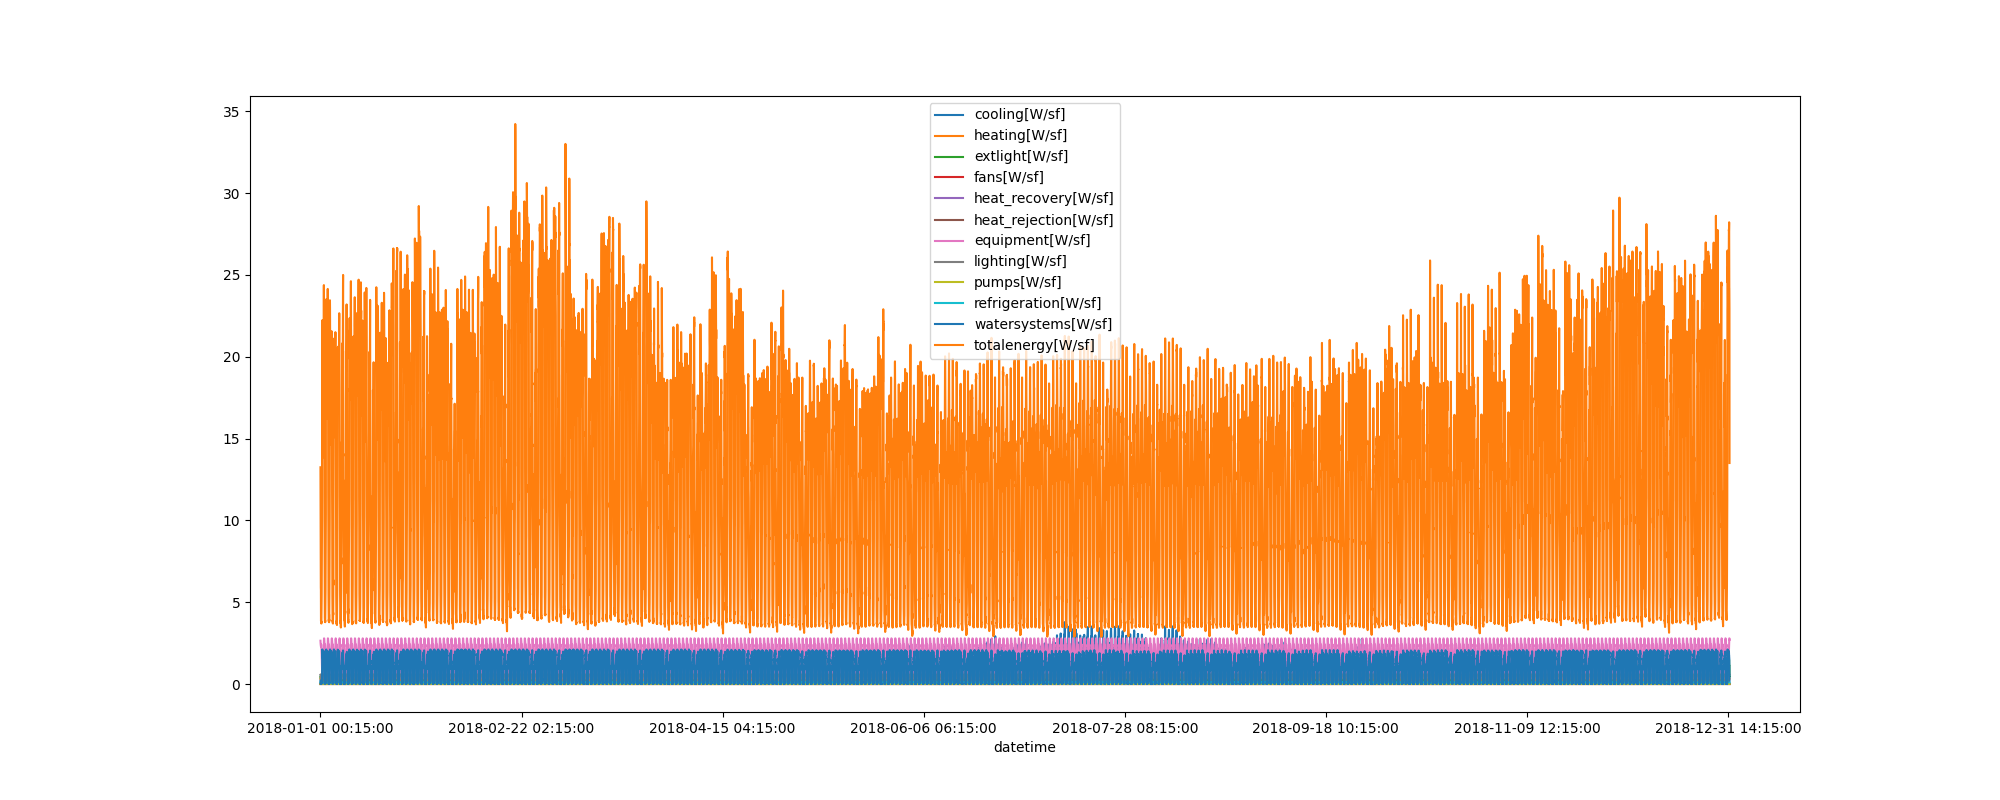 35
30
25
20
15
10
5
0
cooling[W/sf]
heating[W/sf]
extlight[W/sf]
fans[W/sf]
heat_recovery[W/sf]
heat_rejection[W/sf]
equipment[W/sf]
lighting[W/sf]
pumps[W/sf]
refrigeration[W/sf]
watersystems[W/sf]
totalenergy[W/sf]
2018-01-01 00:15:00 2018-02-22 02:15:00 2018-04-15 04:15:00 2018-06-06 06:15:00 2018-07-28 08:15:00 2018-09-18 10:15:00 2018-11-09 12:15:00 2018-12-31 14:15:00
datetime